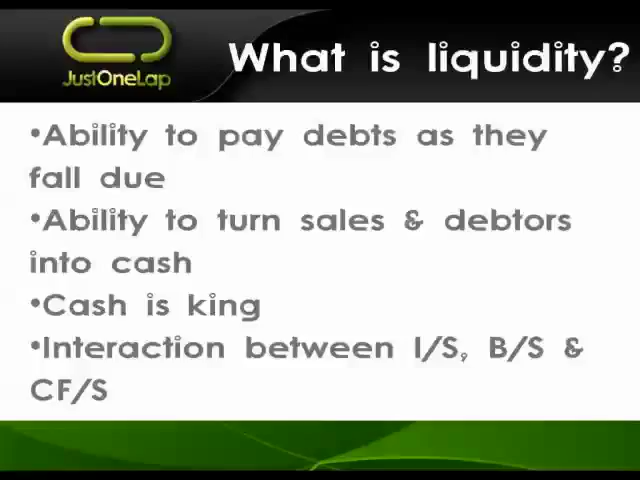 JustOneLap
What is liquidity?
•Ability to pay debts as they
fall due
•Ability to turn sales & debtors
into cash
•Cash is king
•Interaction between I/S, B/S &
CF/S